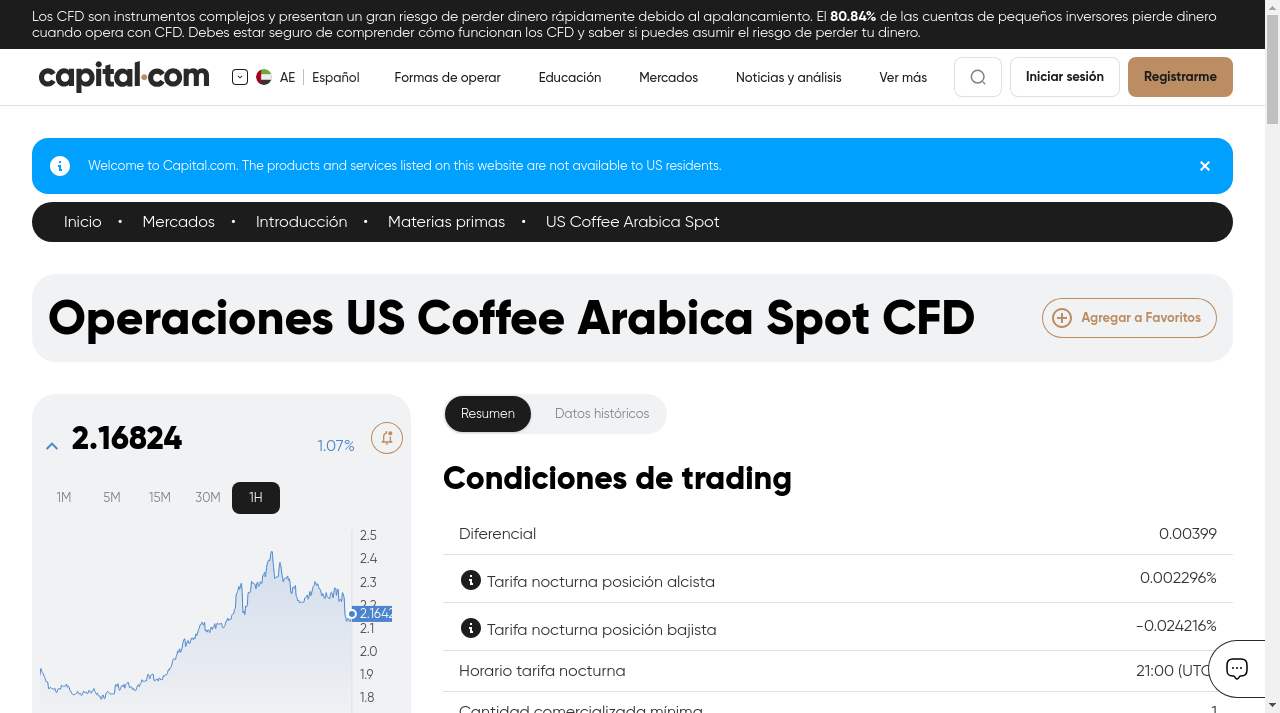 Los CFD son instrumentos complejos y presentan un gran riesgo de perder dinero rápidamente debido al apalancamiento. El 80.84% de las cuentas de pequeños inversores pierde dinero
cuando opera con CFD. Debes estar seguro de comprender cómo funcionan los CFD y saber si puedes asumir el riesgo de perder tu dinero.
capital.com AE Español Formas de operar Educación Mercados Noticias y análisis Ver más Iniciar sesión Registrarme
Welcome to Capital.com. The products and services listed on this website are not available to US residents.
Inicio • Mercados • Introducción • Materias primas • US Coffee Arabica Spot
Operaciones US Coffee Arabica Spot CFD
Agregar a Favoritos
2.16824
1.07%
1M 5M 15M 30M 1H
2.5
2.4
2.3
2.2
2.1642
2.1
2.0
1.9
1.8
Resumen Datos históricos
Condiciones de trading
Diferencial 0.00399
Tarifa nocturna posición alcista 0.002296%
Tarifa nocturna posición bajista -0.024216%
Horario tarifa nocturna 21:00 (UTC)
Cantidad comercializada mínima 1